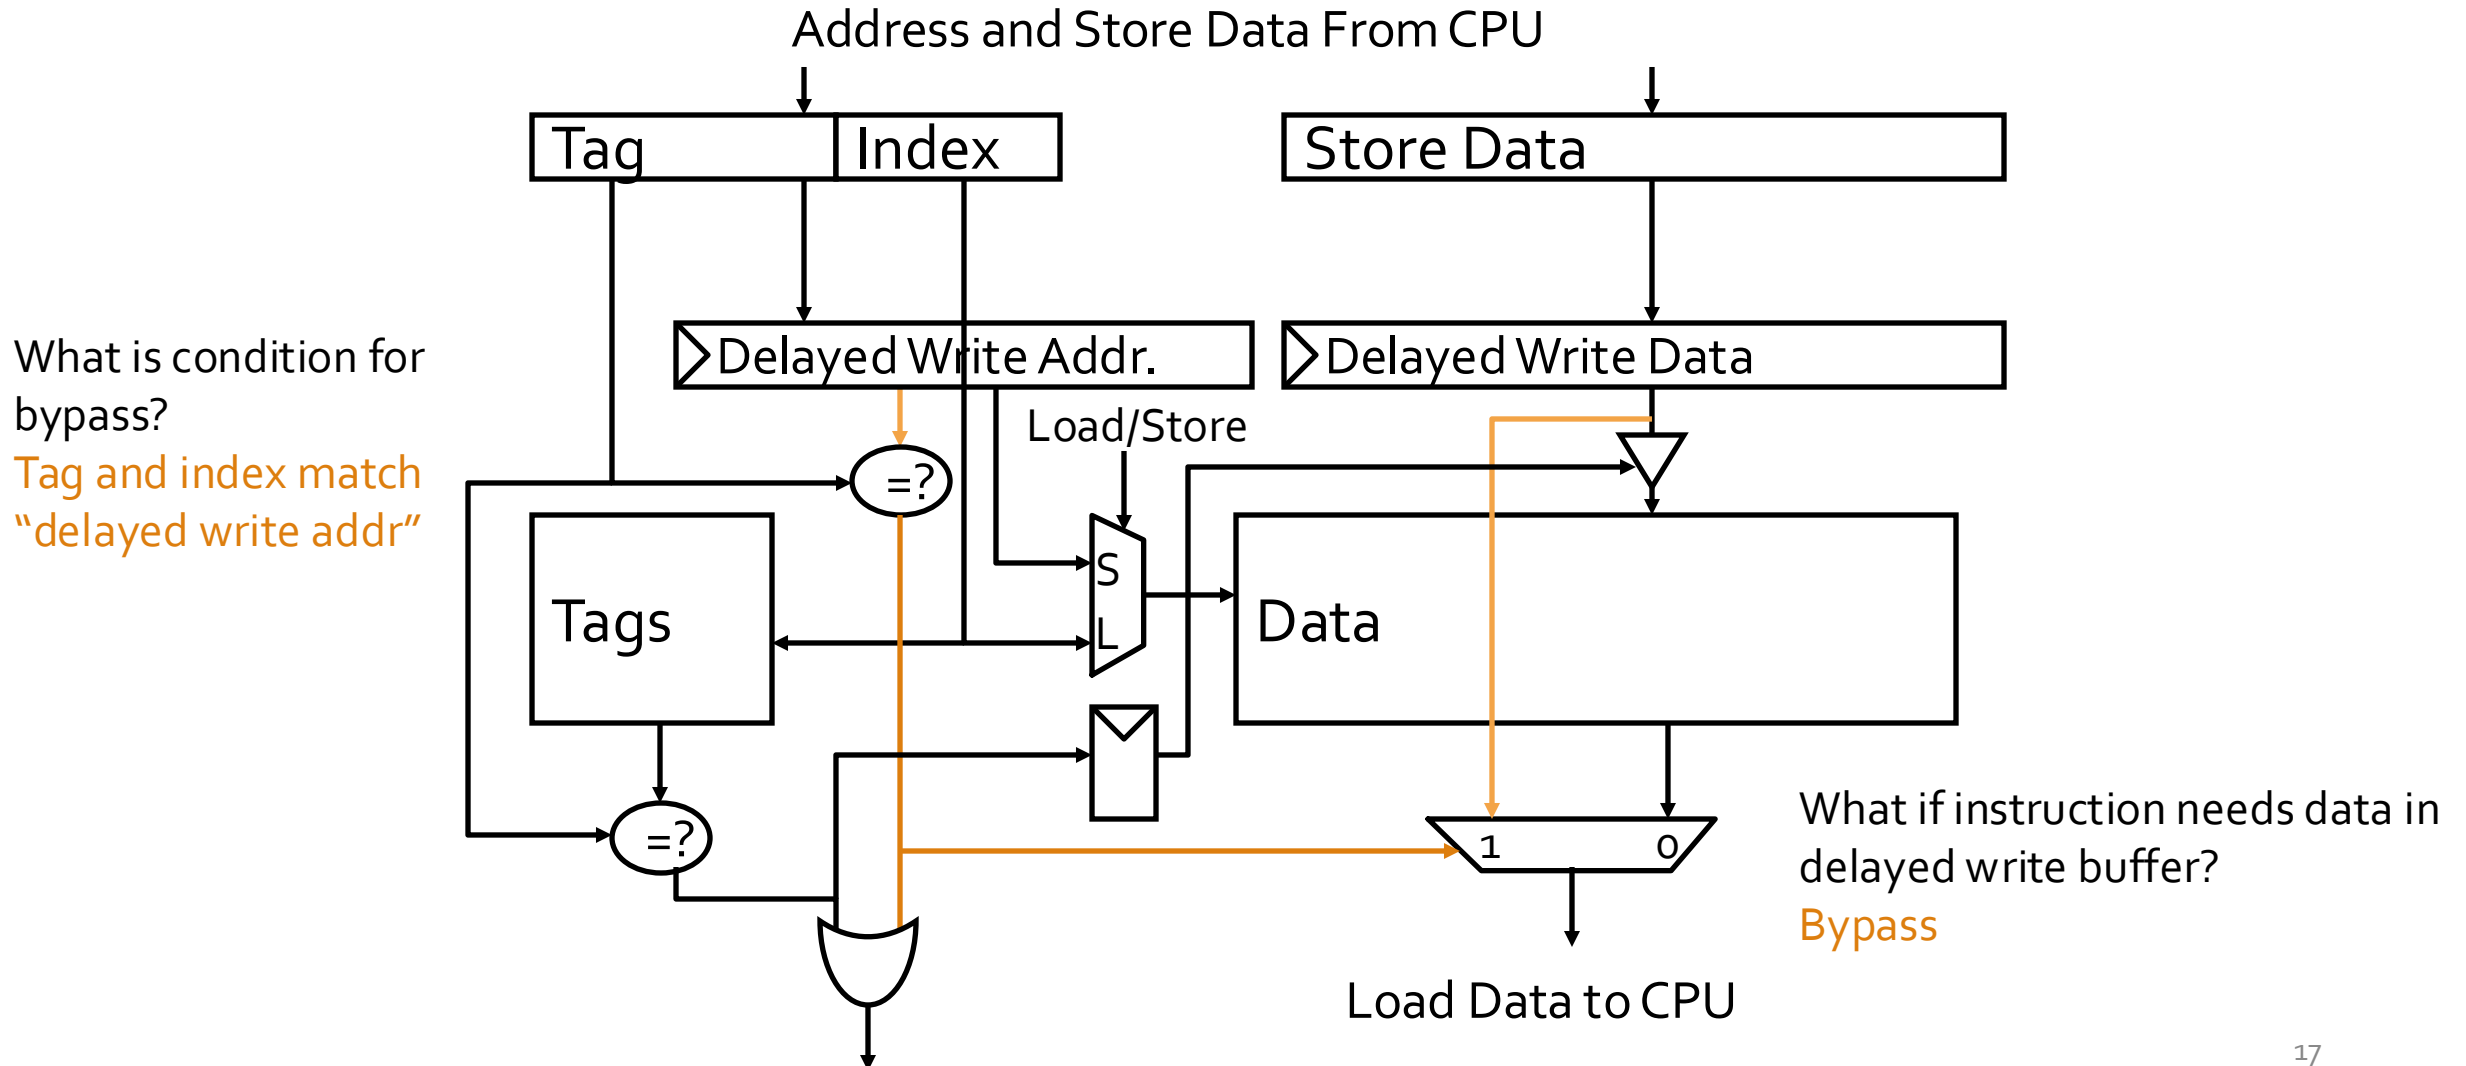 Address and Store Data From CPU
Tag
Index
Store Data
Delayed Write Addr.
Delayed Write Data
What is condition for
bypass?
Tag and index match
“delayed write addr”
Load/Store
=?
S
L
Tags
Data
=?
1
0
What if instruction needs data in
delayed write buffer?
Bypass
Load Data to CPU
17